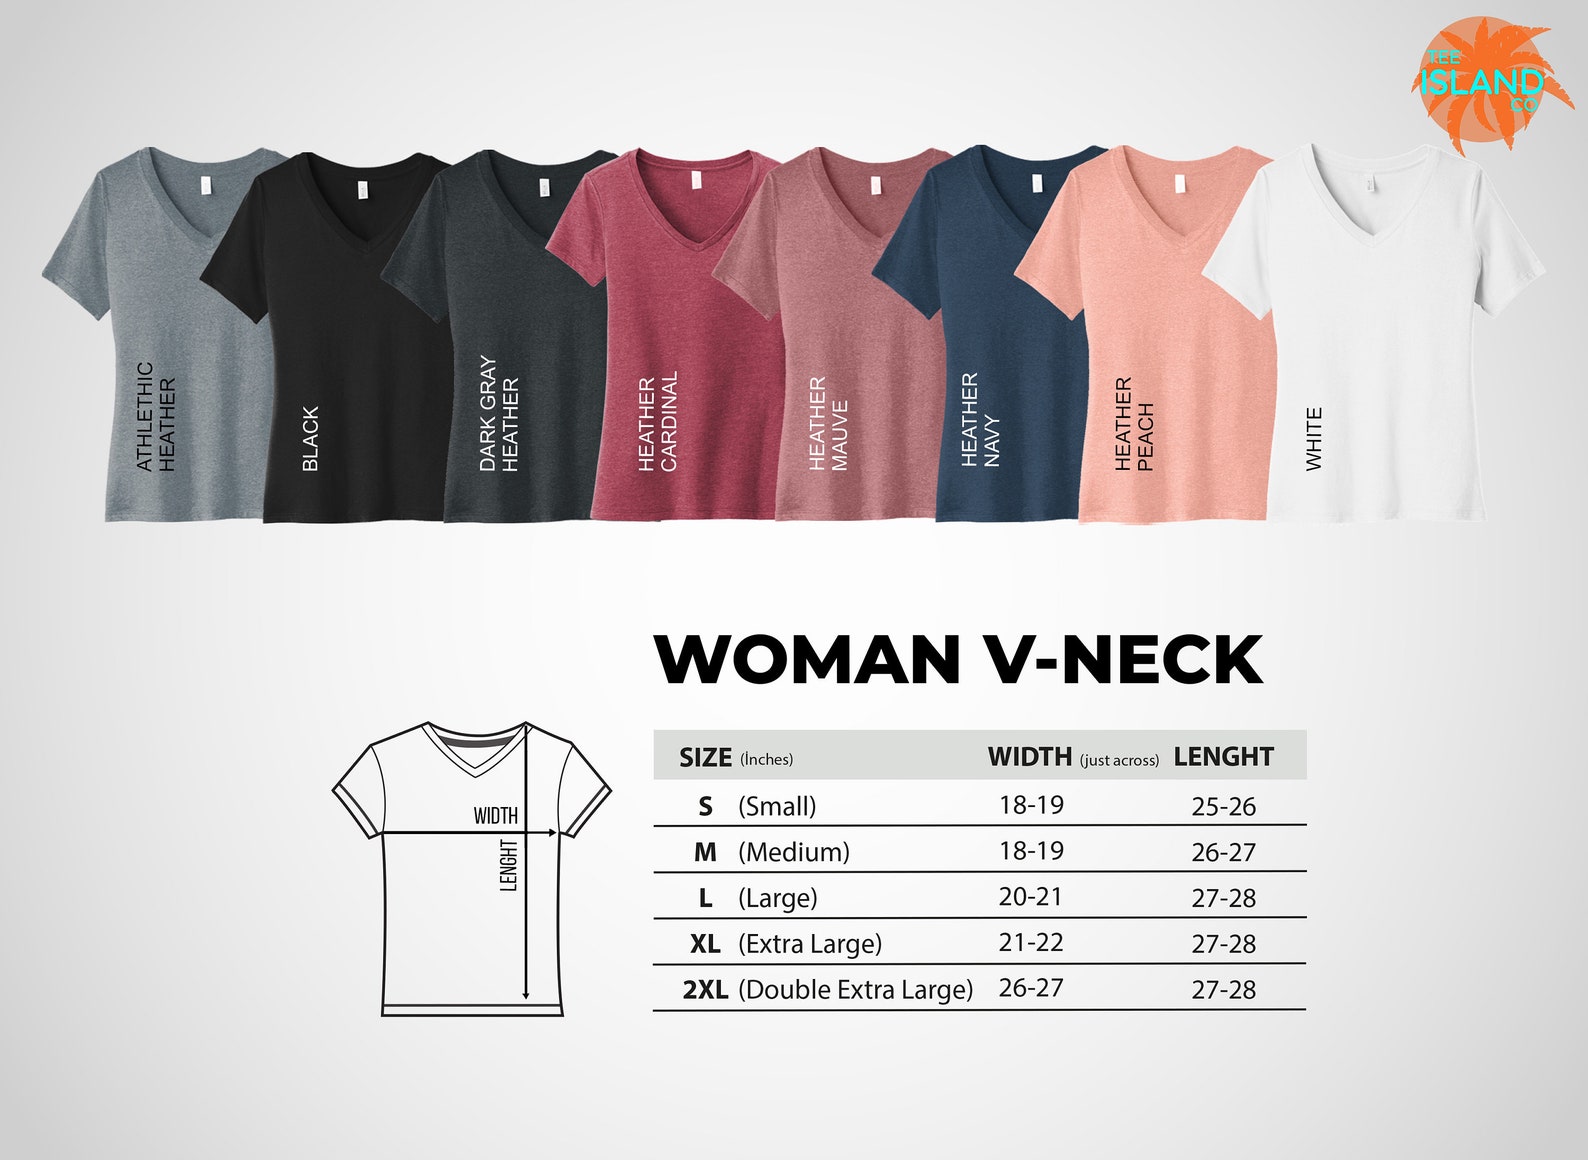 TEE
ISLAND
CO
ATHLETHIC
HEATHER
BLACK
DARK GRAY
HEATHER
HEATHER
CARDINAL
HEATHER
MAUVE
HEATHER
NAVY
HEATHER
PEACH
WHITE
WOMAN V-NECK
WIDTH
LENGHT
SIZE (İnches) WIDTH (just across) LENGHT
S (Small) 18-19 25-26
M (Medium) 18-19 26-27
L (Large) 20-21 27-28
XL (Extra Large) 21-22 27-28
2XL (Double Extra Large) 26-27 27-28